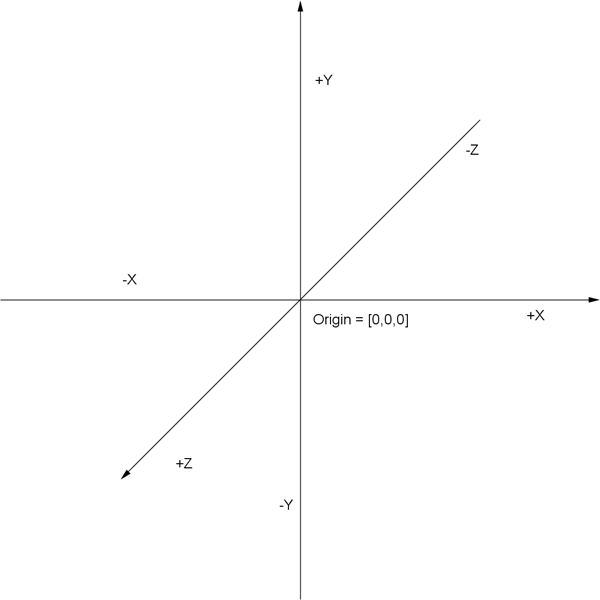 +Y
-Z
-X
Origin = [0,0,0]
+X
+Z
-Y